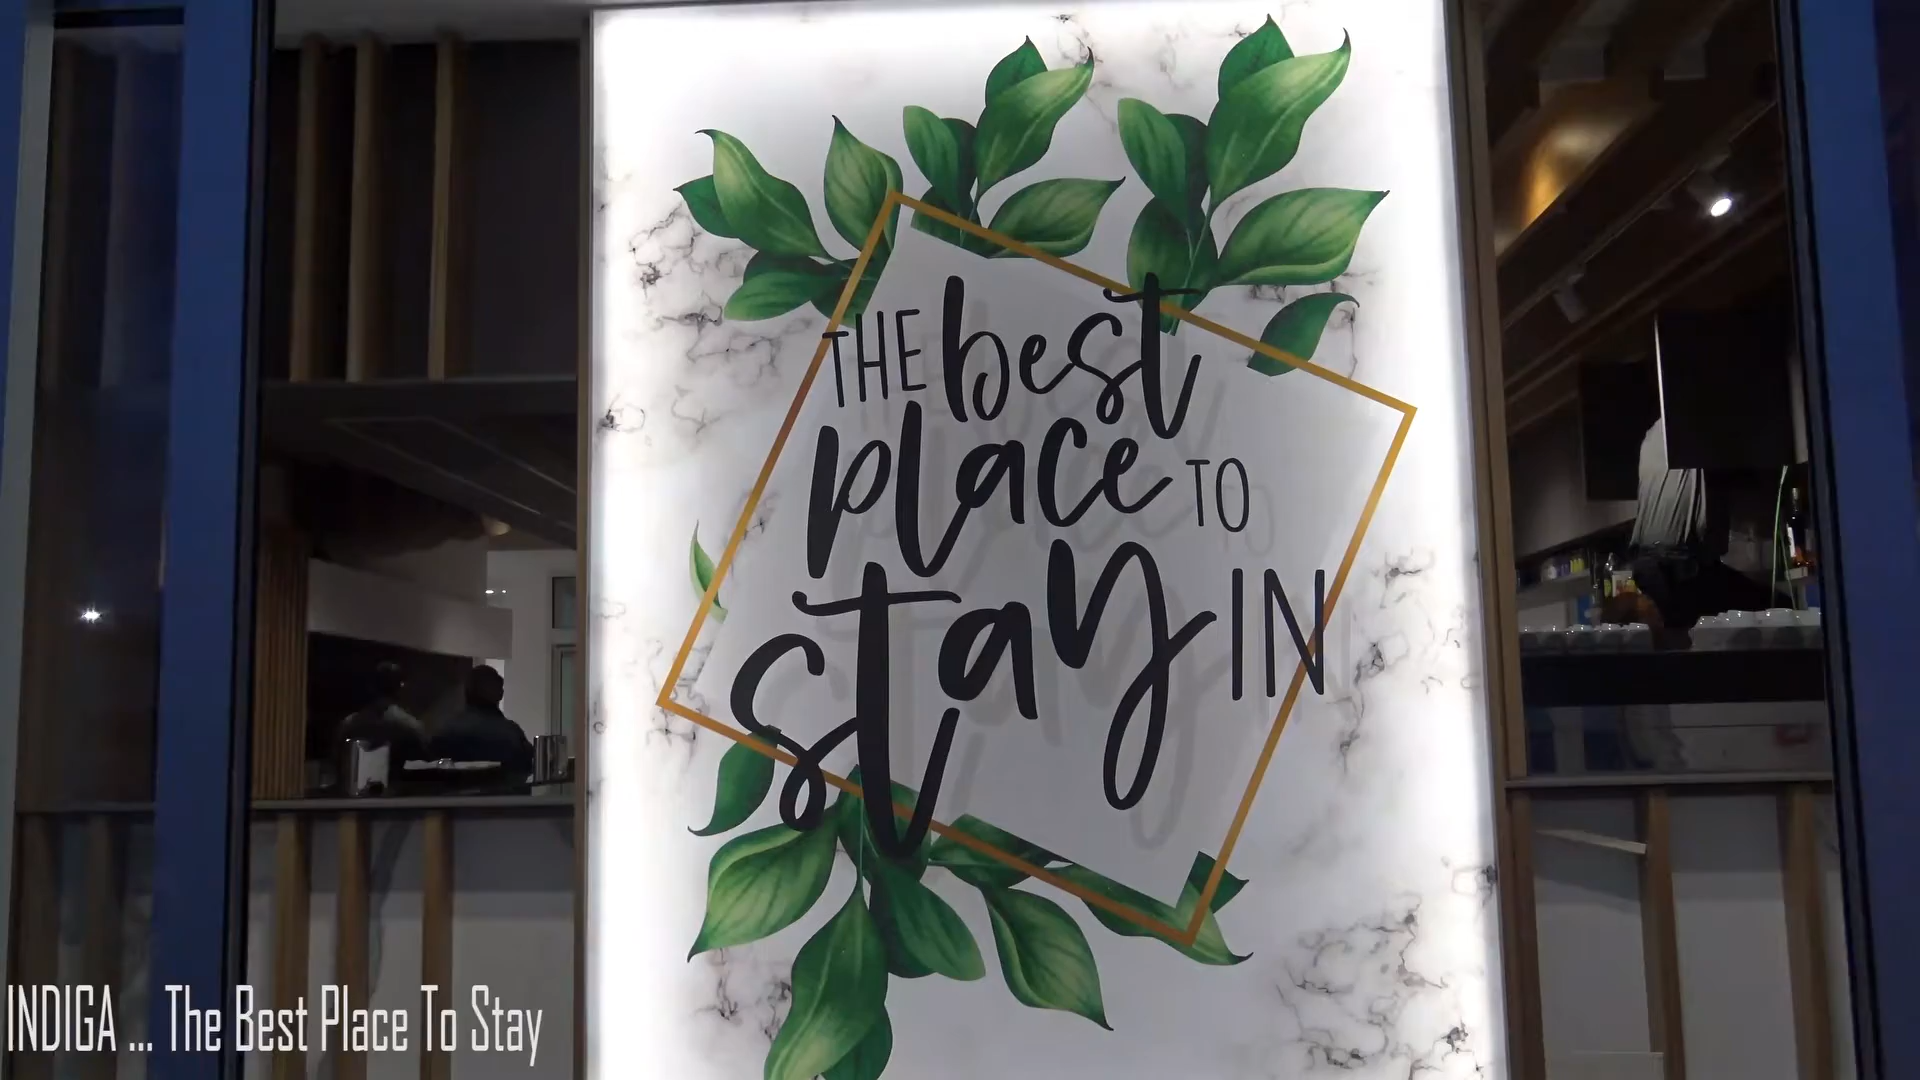 THE best
place TO
stay IN
INDIGA ... The Best Place To Stay